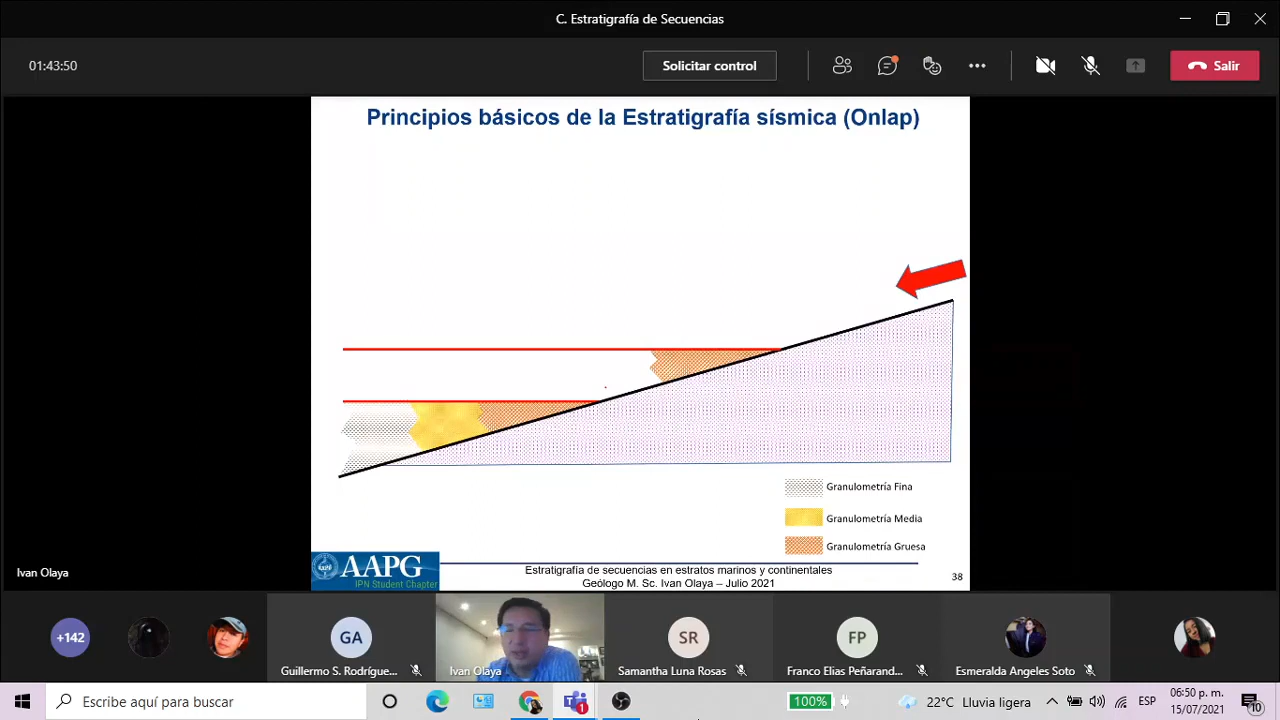 C. Estratigrafía de Secuencias
01:43:50
Solicitar control
Salir
Principios básicos de la Estratigrafía sísmica (Onlap)
Granulometría Fina
Granulometría Media
Granulometría Gruesa
AAPG
IPN Student Chapter
Estratigrafía de secuencias en estratos marinos y continentales
Geólogo M. Sc. Ivan Olaya – Julio 2021
38
Ivan Olaya
+142
GA
Guillermo S. Rodrígue...
Ivan Olaya
SR
Samantha Luna Rosas
FP
Franco Elias Peñarand...
Esmeralda Angeles Soto
Escribe aquí para buscar
1
100%
22°C Lluvia ligera
ESP
06:50 p. m.
15/07/2021
10